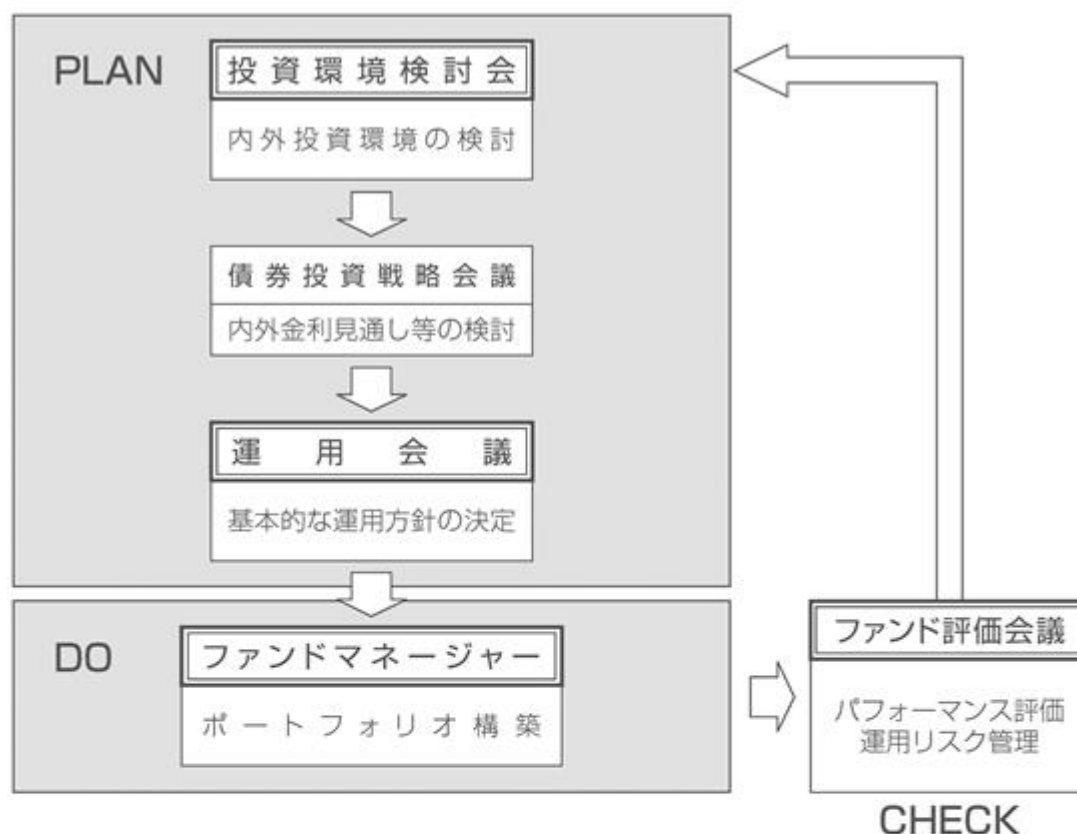 PLAN
投資環境検討会
内外投資環境の検討
債券投資戦略会議
内外金利見通し等の検討
運用会議
基本的な運用方針の決定
DO
ファンドマネージャー
ポートフォリオ構築
ファンド評価会議
パフォーマンス評価
運用リスク管理
CHECK